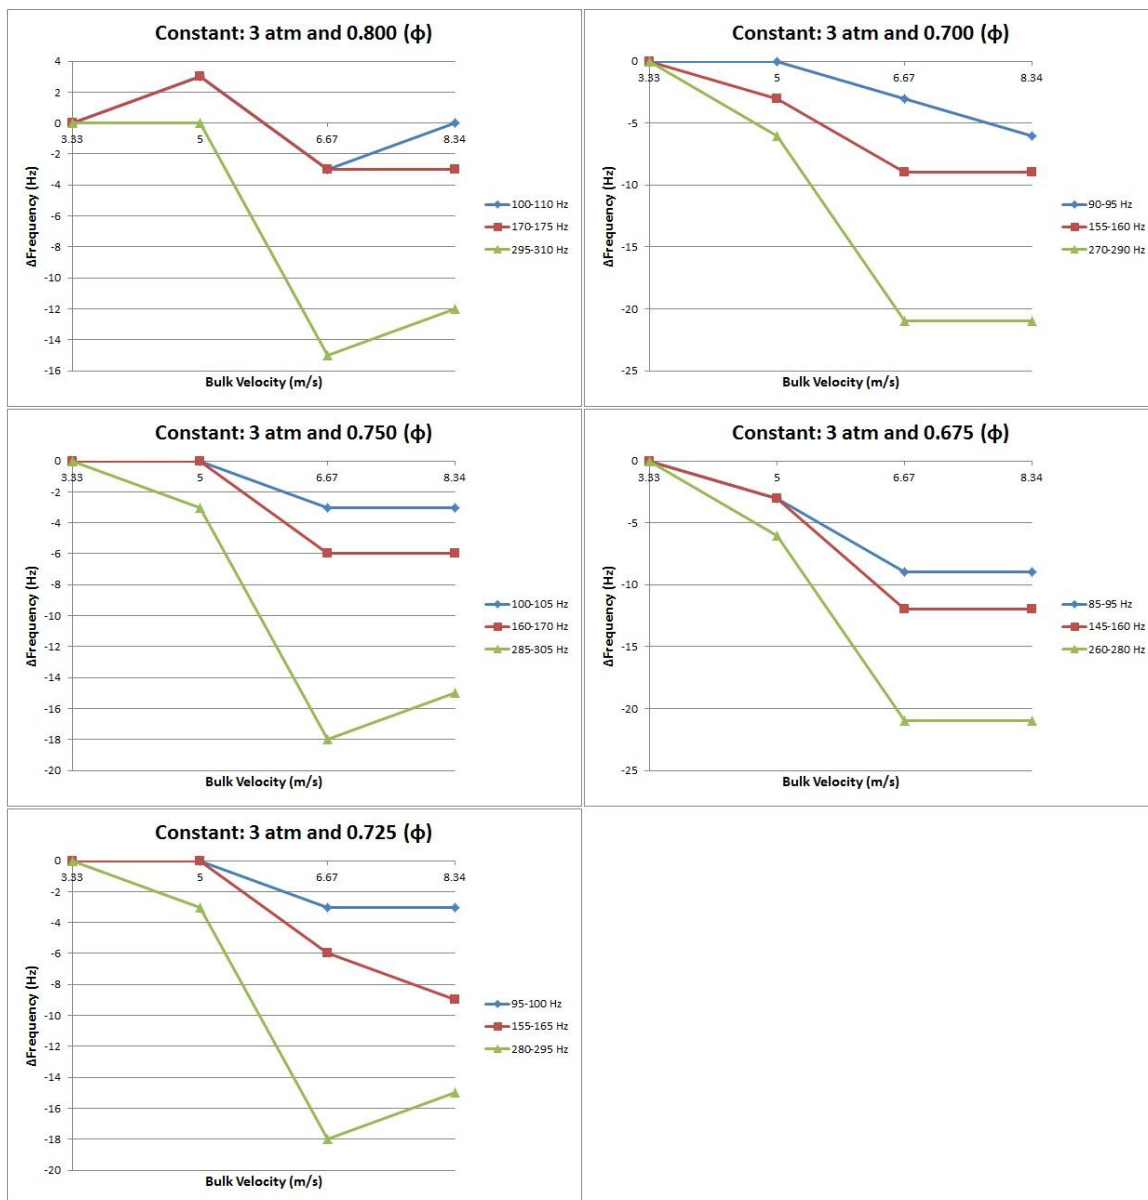 Constant: 3 atm and 0.800 (ϕ)
4
2
0
-2
-4
-6
-8
-10
-12
-14
-16
3.33 5 6.67 8.34
ΔFrequency (Hz)
Bulk Velocity (m/s)
100-110 Hz
170-175 Hz
295-310 Hz
Constant: 3 atm and 0.700 (ϕ)
0
-5
-10
-15
-20
-25
3.33 5 6.67 8.34
ΔFrequency (Hz)
Bulk Velocity (m/s)
90-95 Hz
155-160 Hz
270-290 Hz
Constant: 3 atm and 0.750 (ϕ)
0
-2
-4
-6
-8
-10
-12
-14
-16
-18
-20
3.33 5 6.67 8.34
ΔFrequency (Hz)
Bulk Velocity (m/s)
100-105 Hz
160-170 Hz
285-305 Hz
Constant: 3 atm and 0.675 (ϕ)
0
-5
-10
-15
-20
-25
3.33 5 6.67 8.34
ΔFrequency (Hz)
Bulk Velocity (m/s)
85-95 Hz
145-160 Hz
260-280 Hz
Constant: 3 atm and 0.725 (ϕ)
0
-2
-4
-6
-8
-10
-12
-14
-16
-18
-20
3.33 5 6.67 8.34
ΔFrequency (Hz)
Bulk Velocity (m/s)
95-100 Hz
155-165 Hz
280-295 Hz